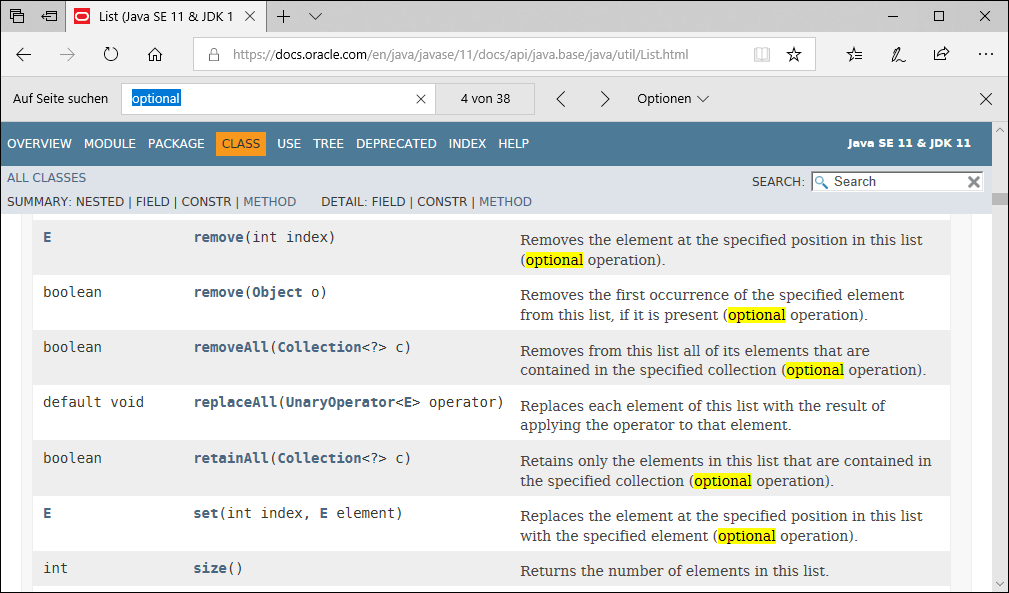 List (Java SE 11 & JDK 1
https://docs.oracle.com/en/java/javase/11/docs/api/java.base/java/util/List.html
Auf Seite suchen optional 4 von 38 Optionen
OVERVIEW MODULE PACKAGE CLASS USE TREE DEPRECATED INDEX HELP Java SE 11 & JDK 11
ALL CLASSES
SEARCH: Search
SUMMARY: NESTED | FIELD | CONSTR | METHOD DETAIL: FIELD | CONSTR | METHOD
E remove(int index) Removes the element at the specified position in this list
(optional operation).
boolean remove(Object o) Removes the first occurrence of the specified element
from this list, if it is present (optional operation).
boolean removeAll(Collection<?> c) Removes from this list all of its elements that are
contained in the specified collection (optional operation).
default void replaceAll(UnaryOperator<E> operator) Replaces each element of this list with the result of
applying the operator to that element.
boolean retainAll(Collection<?> c) Retains only the elements in this list that are contained in
the specified collection (optional operation).
E set(int index, E element) Replaces the element at the specified position in this list
with the specified element (optional operation).
int size() Returns the number of elements in this list.